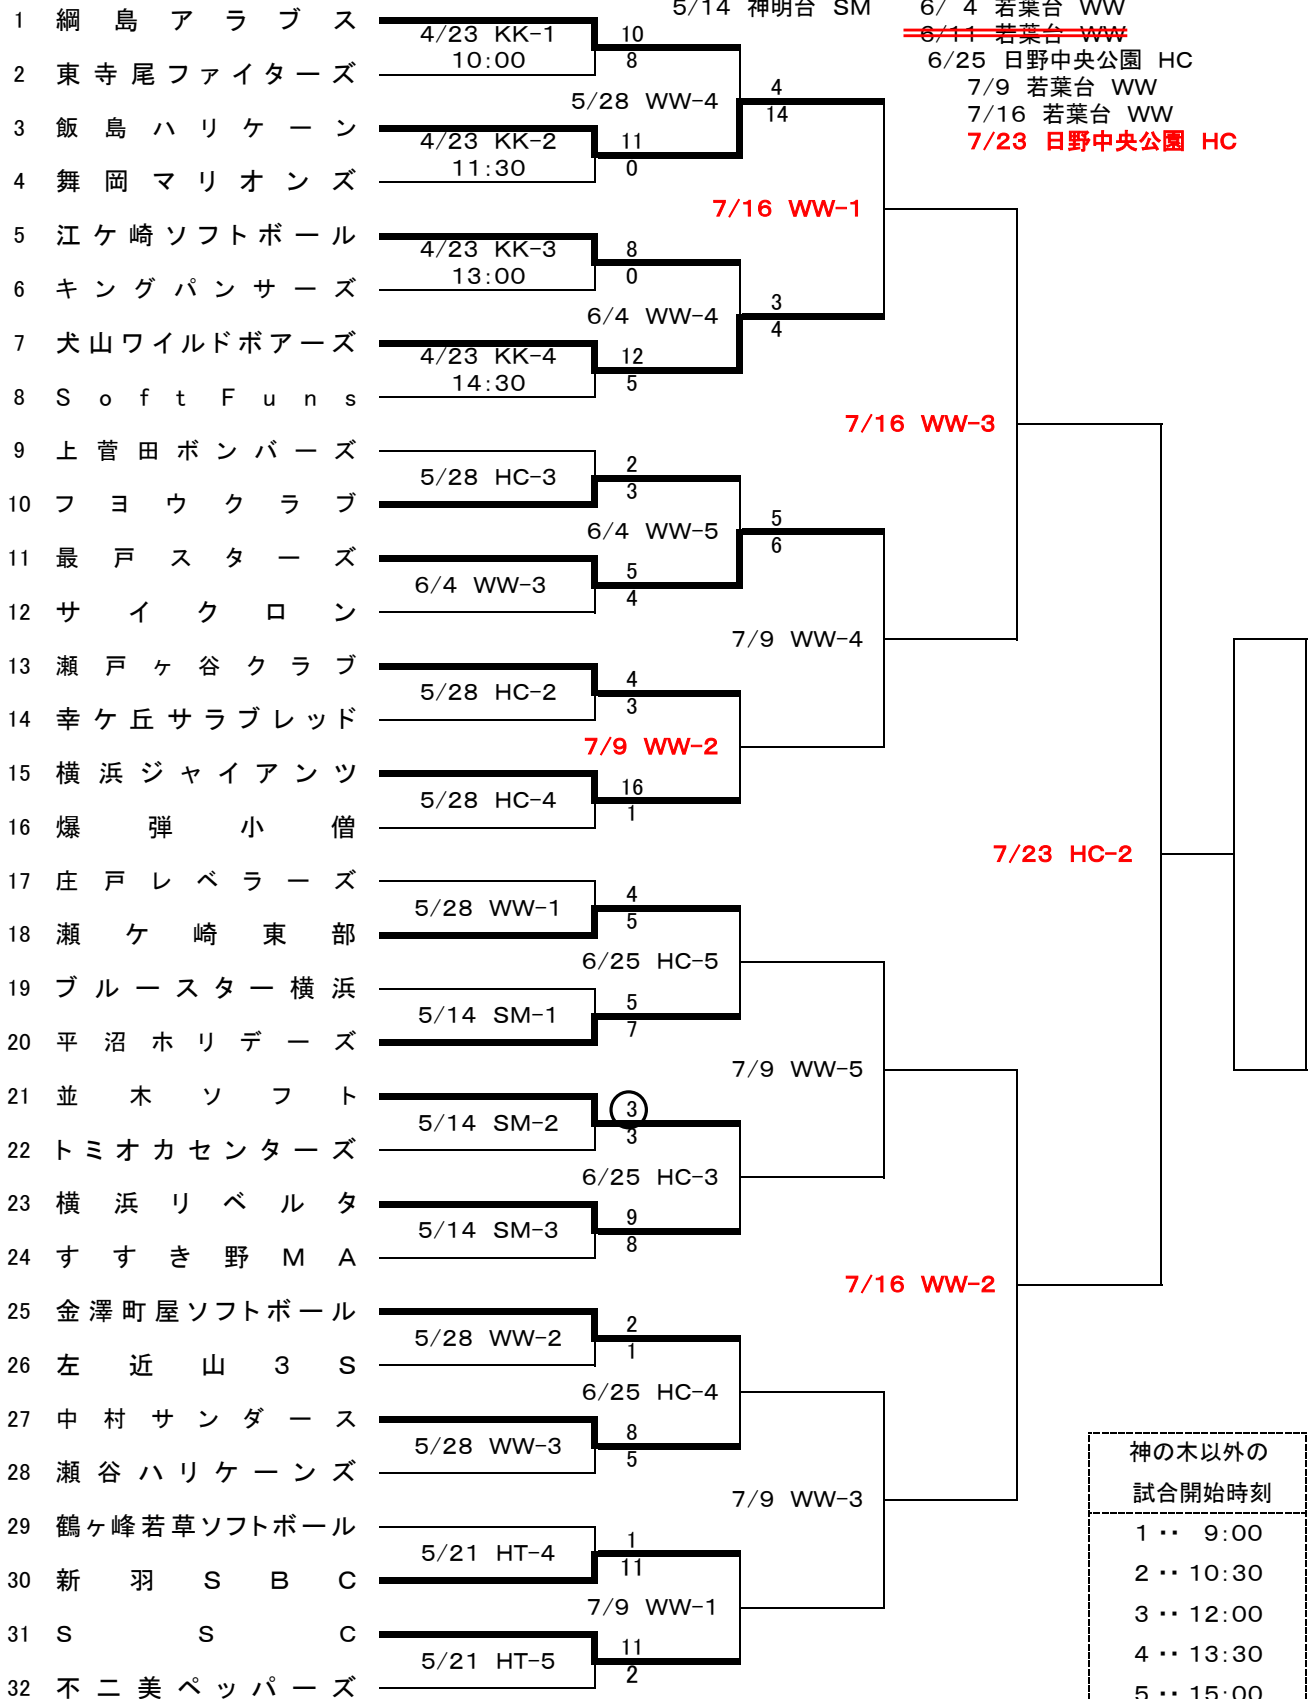 5/14 神明台 SM 6/ 4 若葉台 WW
1 綱島アラブス
4/23 KK-1 10
6/11 若葉台 WW
10:00 8
6/25 日野中央公園 HC
2 東寺尾ファイターズ
7/9 若葉台 WW
5/28 WW-4 4
14
7/16 若葉台 WW
3 飯島ハリケーン
4/23 KK-2 11
7/23 日野中央公園 HC
11:30 0
4 舞岡マリオンズ
7/16 WW-1
5 江ケ崎ソフトボール
4/23 KK-3 8
13:00 0
6 キングパンサーズ
3
6/4 WW-4
4
7 犬山ワイルドボアーズ
4/23 KK-4 12
14:30 5
8 Soft Funs
7/16 WW-3
9 上菅田ボンバーズ
2
5/28 HC-3
3
10 フヨウクラブ
5
6/4 WW-5
6
11 最戸スターズ
5
6/4 WW-3
4
12 サイクロン
7/9 WW-4
13 瀬戸ヶ谷クラブ
4
5/28 HC-2
3
14 幸ケ丘サラブレッド
7/9 WW-2
15 横浜ジャイアンツ
16
5/28 HC-4
1
16 爆弾小僧
7/23 HC-2
17 庄戸レベラーズ
4
5/28 WW-1
5
18 瀬ケ崎東部
6/25 HC-5
19 ブルースター横浜
5
5/14 SM-1
7
20 平沼ホリデーズ
7/9 WW-5
21 並木ソフト
3
5/14 SM-2
3
22 トミオカセンターズ
6/25 HC-3
23 横浜リベルタ
9
5/14 SM-3
8
24 すすき野MA
7/16 WW-2
25 金澤町屋ソフトボール
2
5/28 WW-2
1
26 左近山3S
6/25 HC-4
27 中村サンダース
8
5/28 WW-3
5
28 瀬谷ハリケーンズ
7/9 WW-3
29 鶴ヶ峰若草ソフトボール
1
5/21 HT-4
11
30 新羽SBC
7/9 WW-1
31 SSC
11
5/21 HT-5
2
32 不二美ペッパーズ
神の木以外の
試合開始時刻
1 ‥ 9:00
2 ‥ 10:30
3 ‥ 12:00
4 ‥ 13:30
5 ‥ 15:00